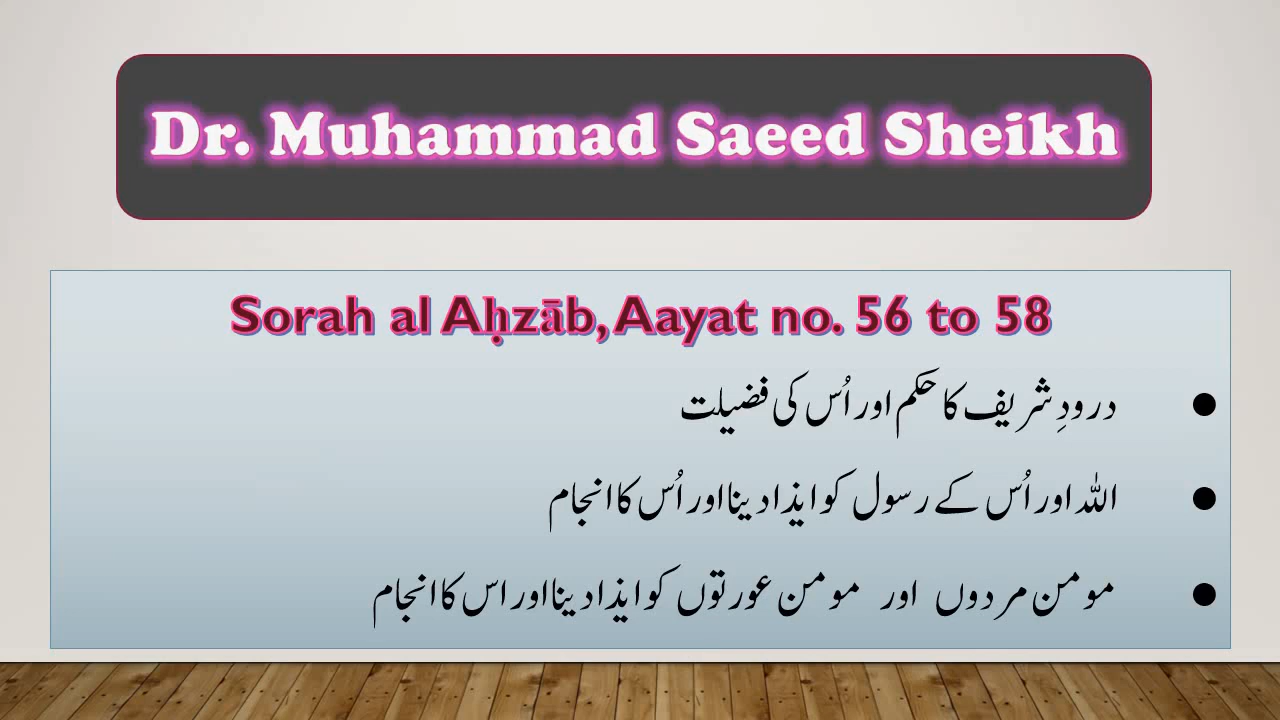 Dr. Muhammad Saeed Sheikh
Sorah al Aḥzāb, Aayat no. 56 to 58
● درودِ شریف کا حکم اور اُس کی فضیلت
● اللہ اور اُس کے رسول کو ایذا دینا اور اُس کا انجام
● مومن مردوں اور مومن عورتوں کو ایذا دینا اور اس کا انجام